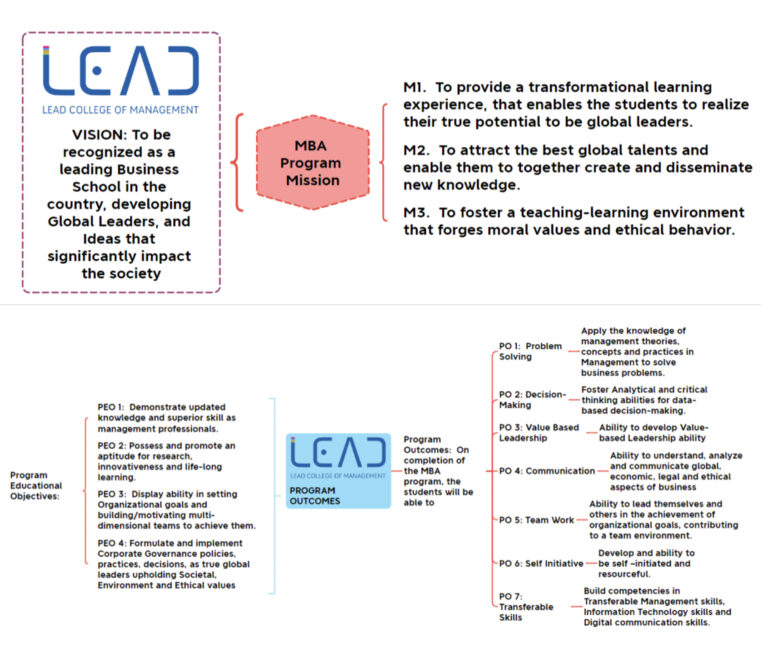 LEAD
LEAD COLLEGE OF MANAGEMENT
VISION: To be
recognized as a
leading Business
School in the
country, developing
Global Leaders, and
Ideas that
significantly impact
the society
MBA
Program
Mission
M1. To provide a transformational learning
experience, that enables the students to realize
their true potential to be global leaders.
M2. To attract the best global talents and
enable them to together create and disseminate
new knowledge.
M3. To foster a teaching-learning environment
that forges moral values and ethical behavior.
Program
Educational
Objectives:
PEO 1: Demonstrate updated
knowledge and superior skill as
management professionals.
PEO 2: Possess and promote an
aptitude for research,
innovativeness and life-long
learning.
PEO 3: Display ability in setting
Organizational goals and
building/motivating multi-
dimensional teams to achieve them.
PEO 4: Formulate and implement
Corporate Governance policies,
practices, decisions, as true global
leaders upholding Societal,
Environment and Ethical values
LEAD
LEAD COLLEGE OF MANAGEMENT
PROGRAM
OUTCOMES
Program
Outcomes: On
completion of
the MBA
program, the
students will be
able to
PO 1: Problem
Solving
Apply the knowledge of
management theories,
concepts and practices in
Management to solve
business problems.
PO 2: Decision-
Making
Foster Analytical and critical
thinking abilities for data-
based decision-making.
PO 3: Value Based
Leadership
Ability to develop Value-
based Leadership ability
PO 4: Communication
Ability to understand, analyze
and communicate global,
economic, legal and ethical
aspects of business
PO 5: Team Work
Ability to lead themselves and
others in the achievement of
organizational goals, contributing
to a team environment.
PO 6: Self Initiative
Develop and ability to
be self –initiated and
resourceful.
PO 7:
Transferable
Skills
Build competencies in
Transferable Management skills,
Information Technology skills and
Digital communication skills.